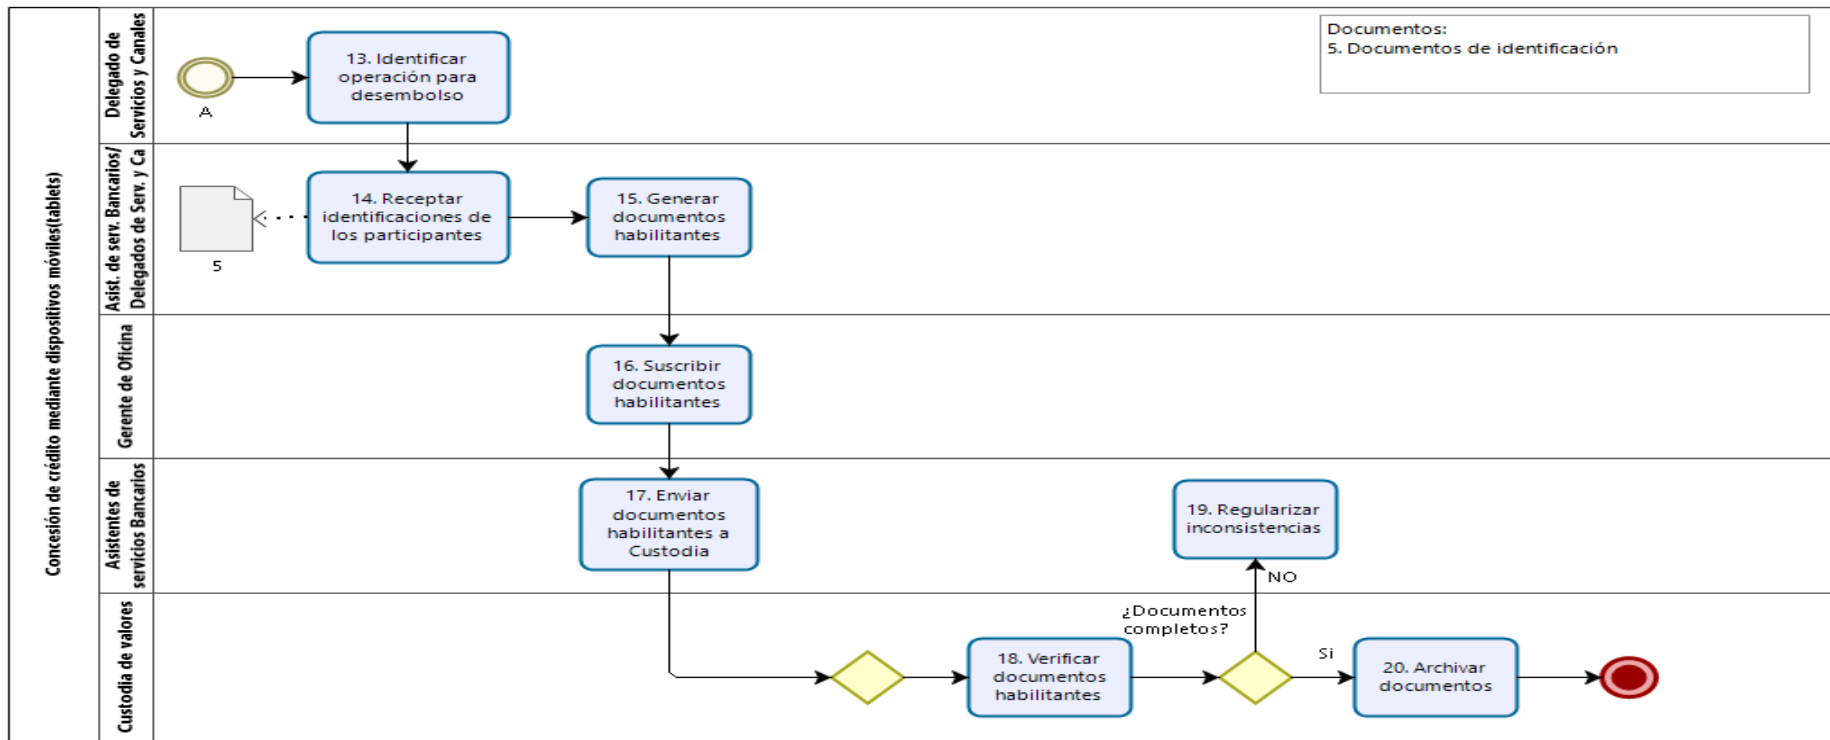 Concesión de crédito mediante dispositivos móviles(tablets)
Delegado de
Servicios y Canales
A
13. Identificar
operación para
desembolso
Documentos:
5. Documentos de identificación
Asist. de serv. Bancarios/
Delegados de Serv. y Ca
5
14. Receptar
identificaciones de
los participantes
15. Generar
documentos
habilitantes
Gerente de Oficina
16. Suscribir
documentos
habilitantes
Asistentes de
servicios Bancarios
17. Enviar
documentos
habilitantes a
Custodia
19. Regularizar
inconsistencias
NO
Custodia de valores
18. Verificar
documentos
habilitantes
¿Documentos
completos?
Si
20. Archivar
documentos